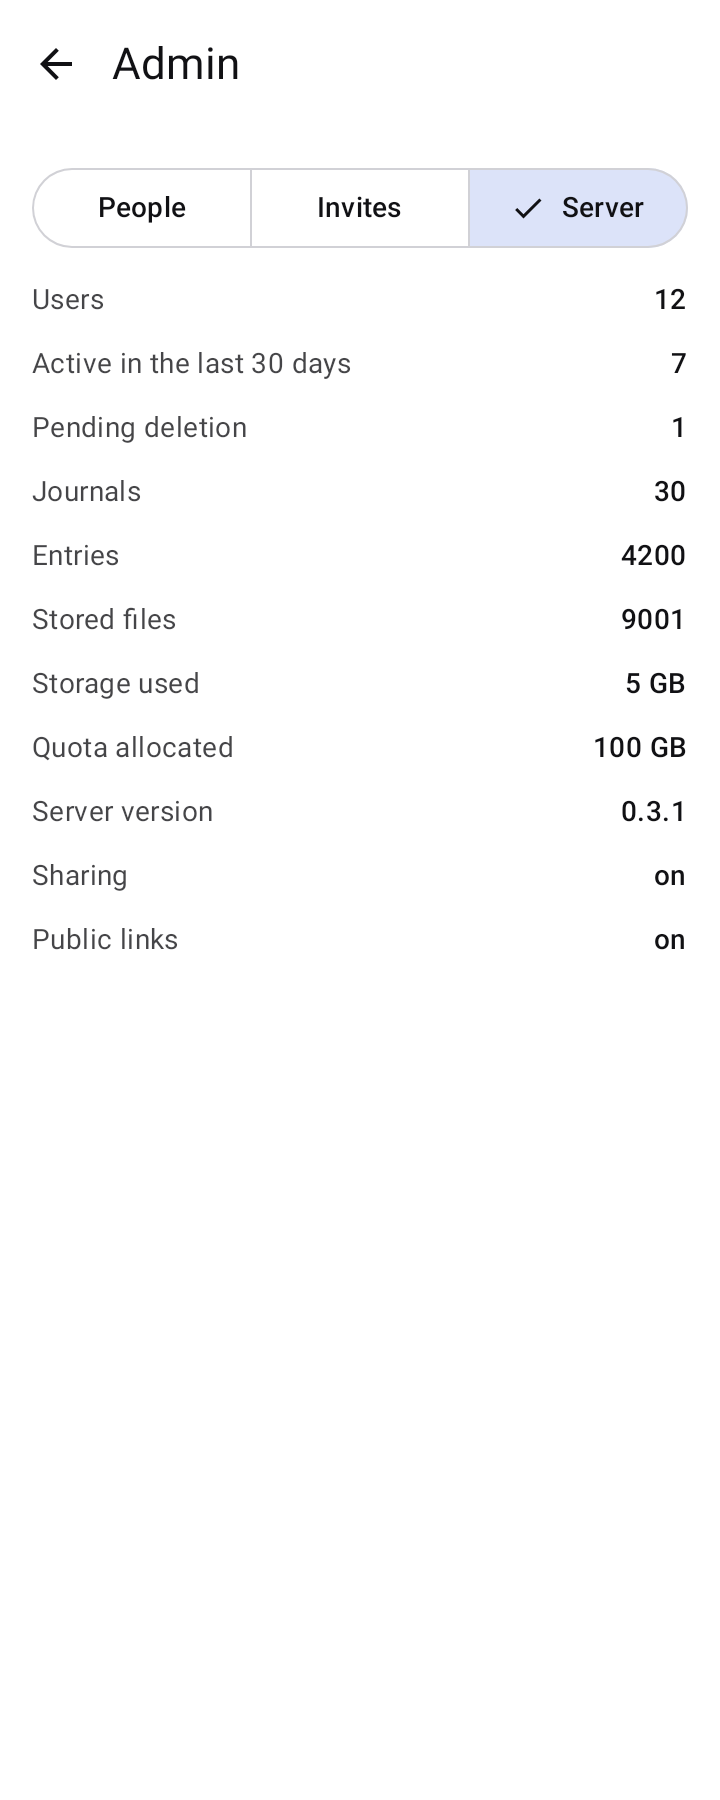 Admin
People
Invites
Server
Users 12
Active in the last 30 days 7
Pending deletion 1
Journals 30
Entries 4200
Stored files 9001
Storage used 5 GB
Quota allocated 100 GB
Server version 0.3.1
Sharing on
Public links on